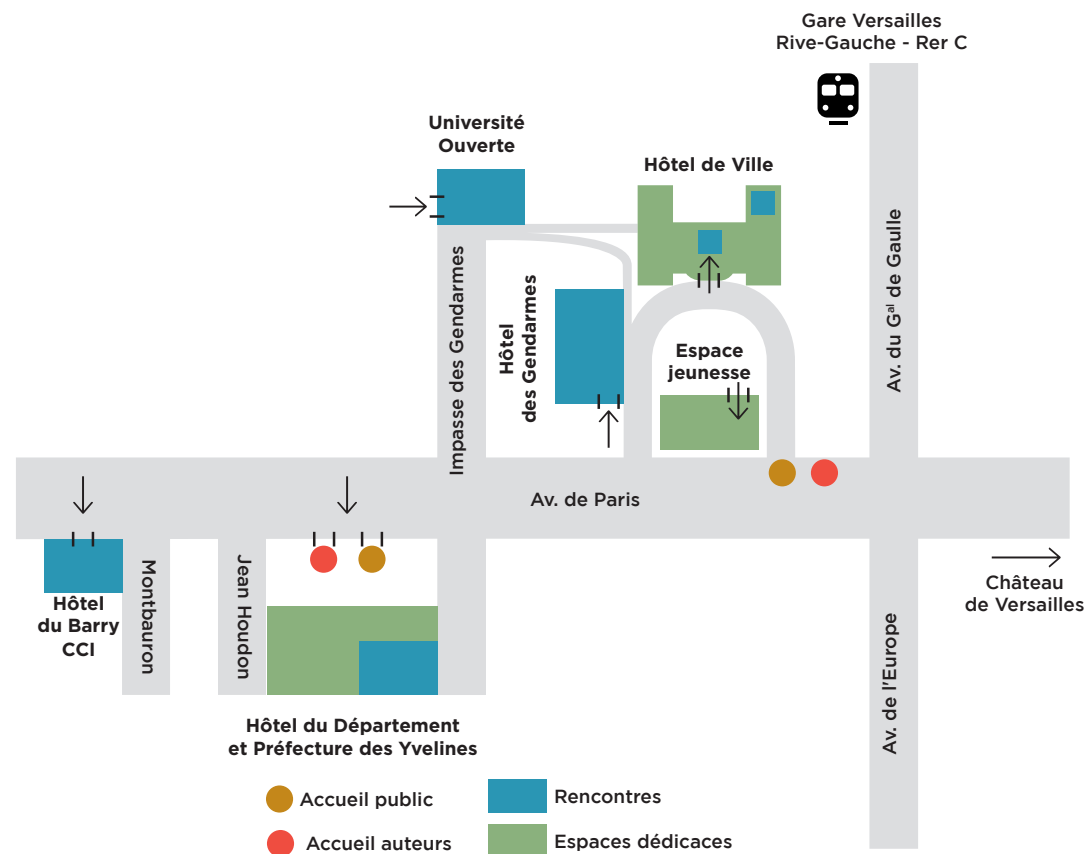 Gare Versailles
Rive-Gauche - Rer C
Université
Ouverte
Hôtel de Ville
Av. du Gᵃˡ de Gaulle
Impasse des Gendarmes
Hôtel
des Gendarmes
Espace
jeunesse
Av. de Paris
Château
de Versailles
Hôtel
du Barry
CCI
Montbauron
Jean Houdon
Av. de l'Europe
Hôtel du Département
et Préfecture des Yvelines
Accueil public
Rencontres
Accueil auteurs
Espaces dédicaces